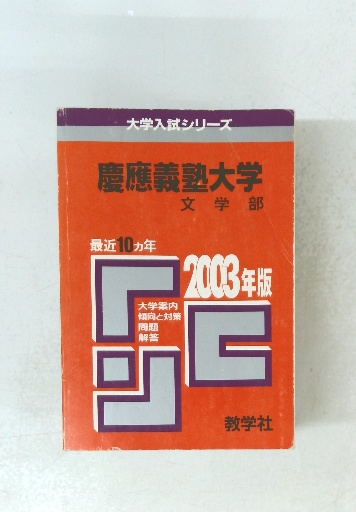 大学入試シリーズ
慶應義塾大学
文学部
最近10ヵ年
2003年版
大学案内
傾向と対策
問題
解答
教学社